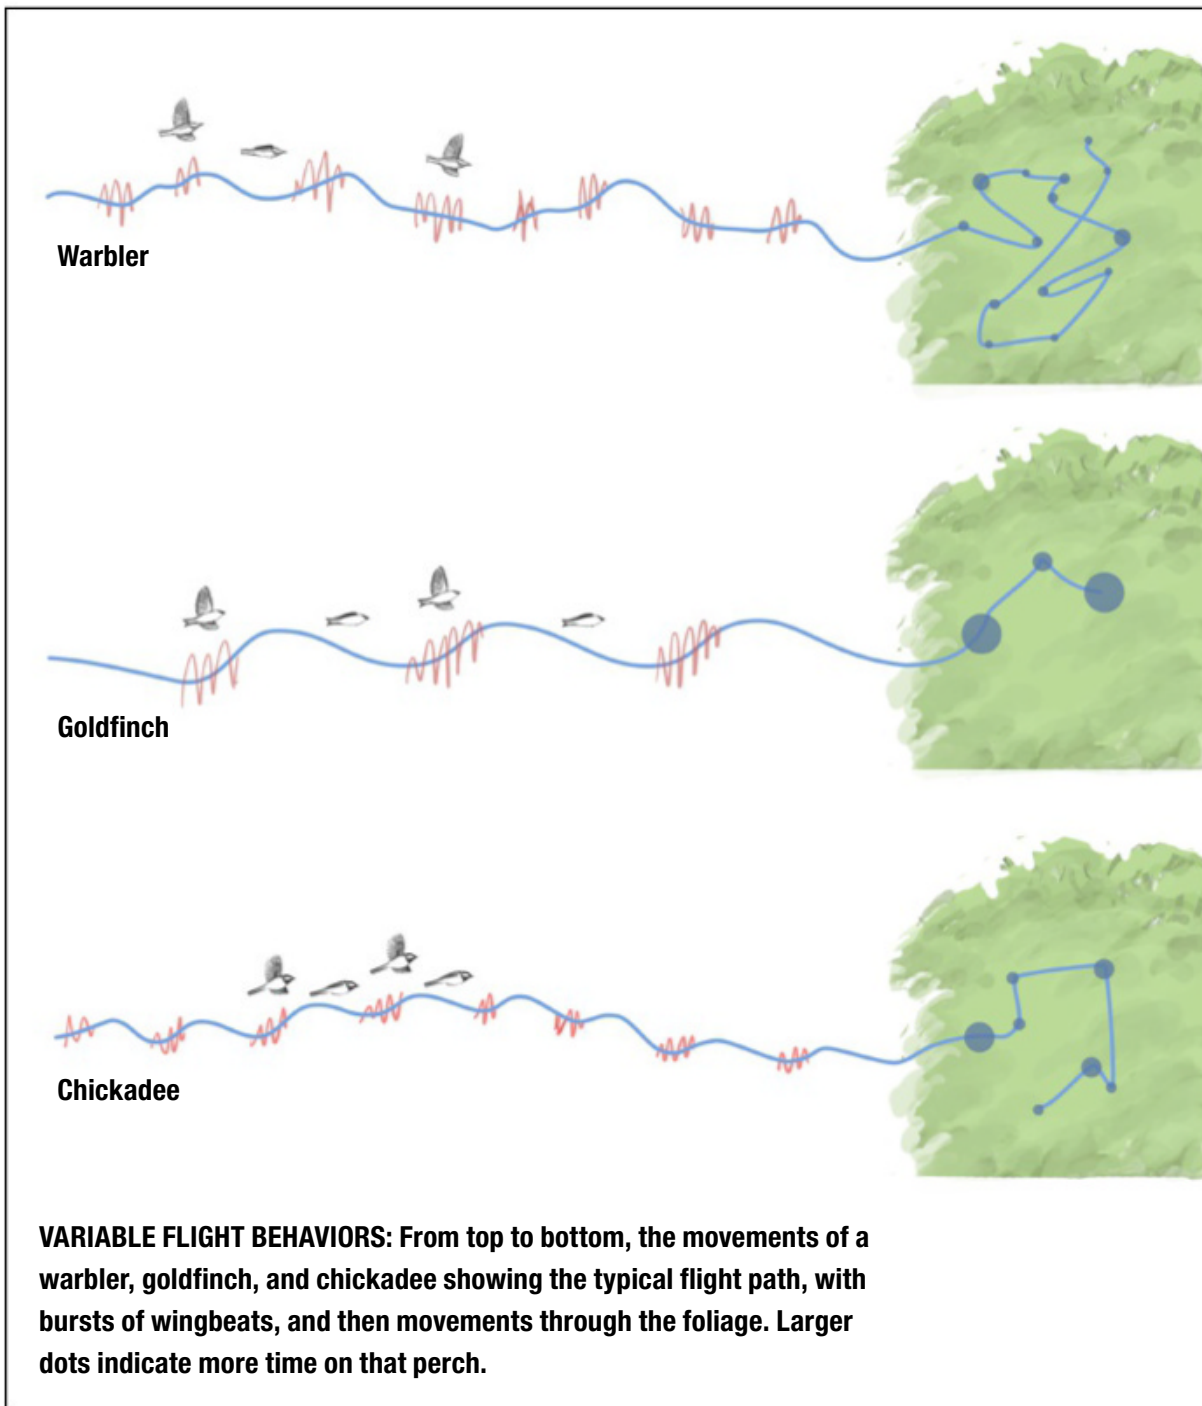 Warbler
Goldfinch
Chickadee
VARIABLE FLIGHT BEHAVIORS: From top to bottom, the movements of a
warbler, goldfinch, and chickadee showing the typical flight path, with
bursts of wingbeats, and then movements through the foliage. Larger
dots indicate more time on that perch.